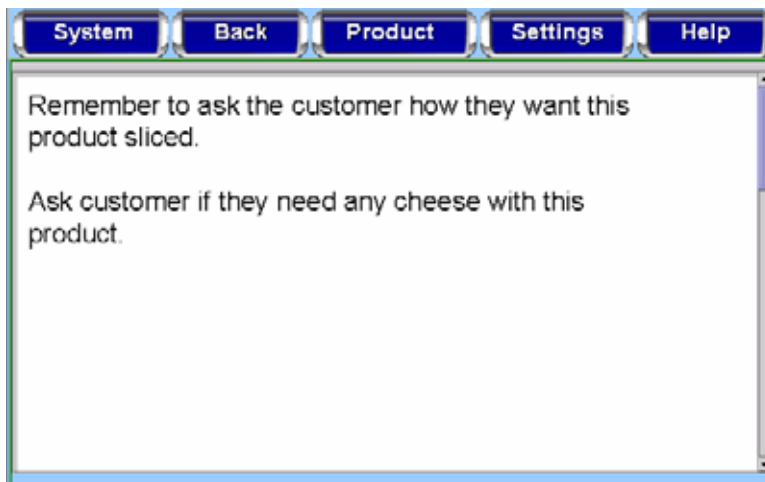 System Back Product Settings Help
Remember to ask the customer how they want this
product sliced.
Ask customer if they need any cheese with this
product.